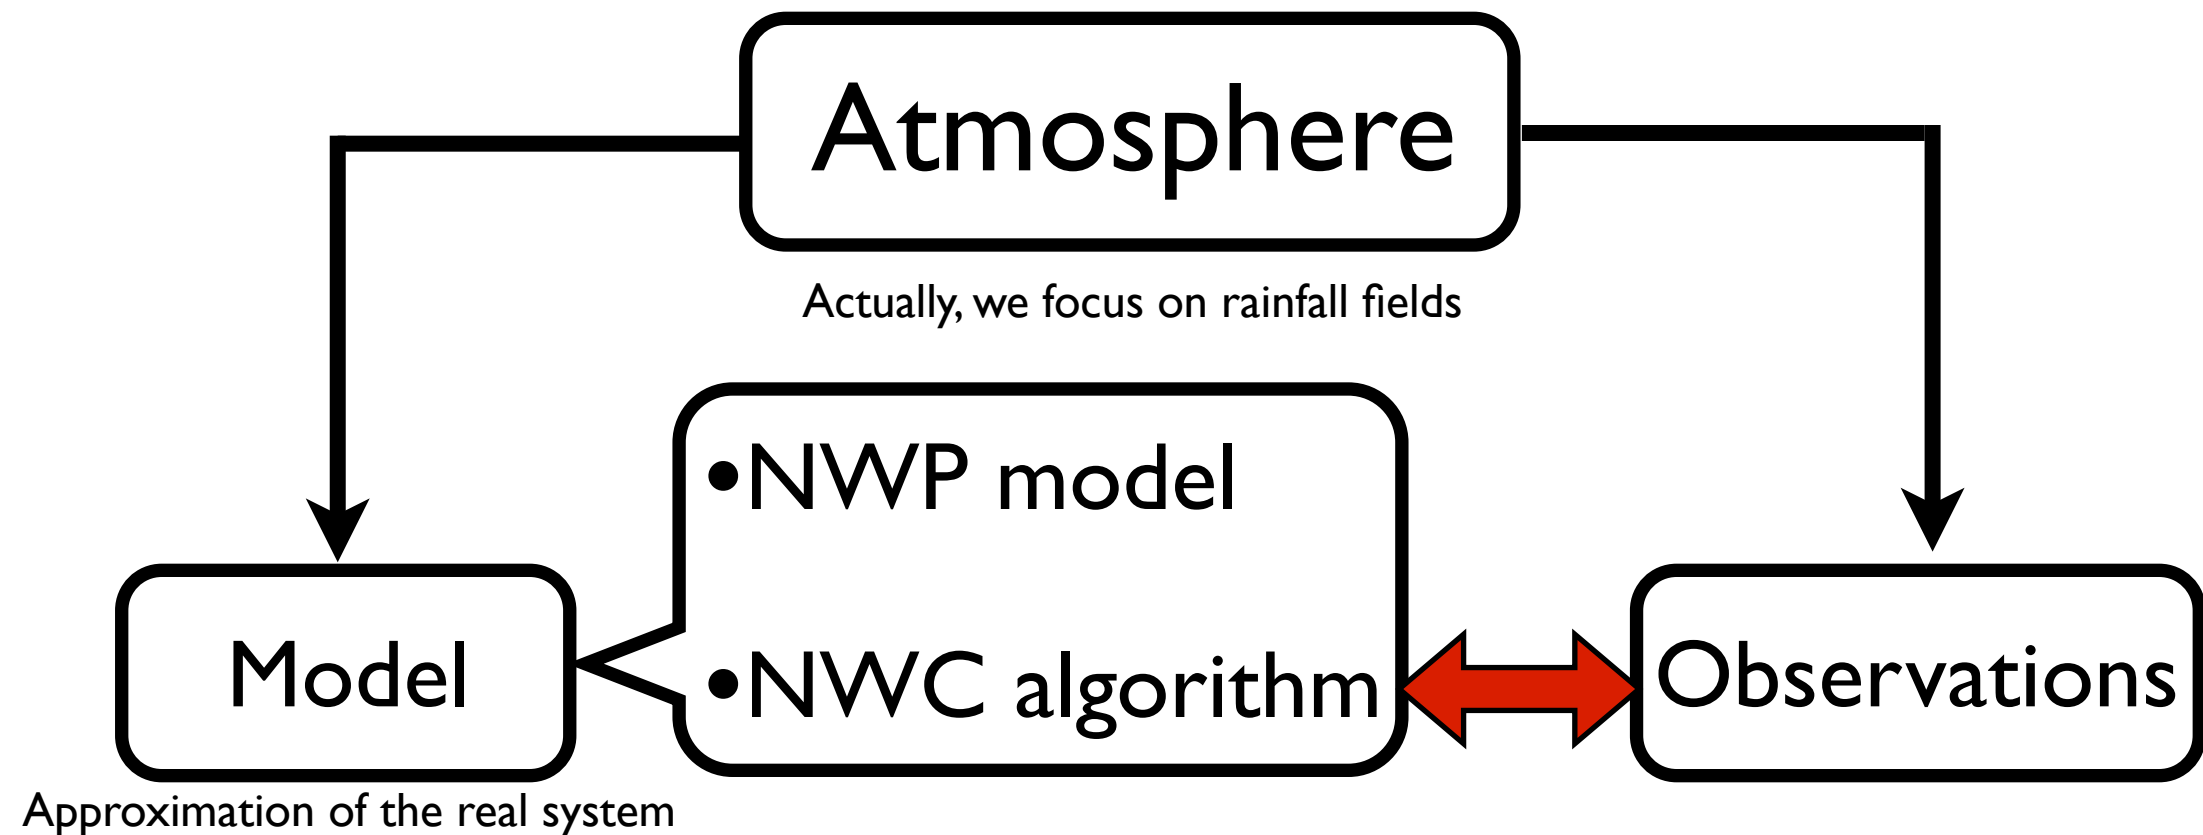 Atmosphere
Actually, we focus on rainfall fields
•NWP model
•NWC algorithm
Model
Observations
Approximation of the real system